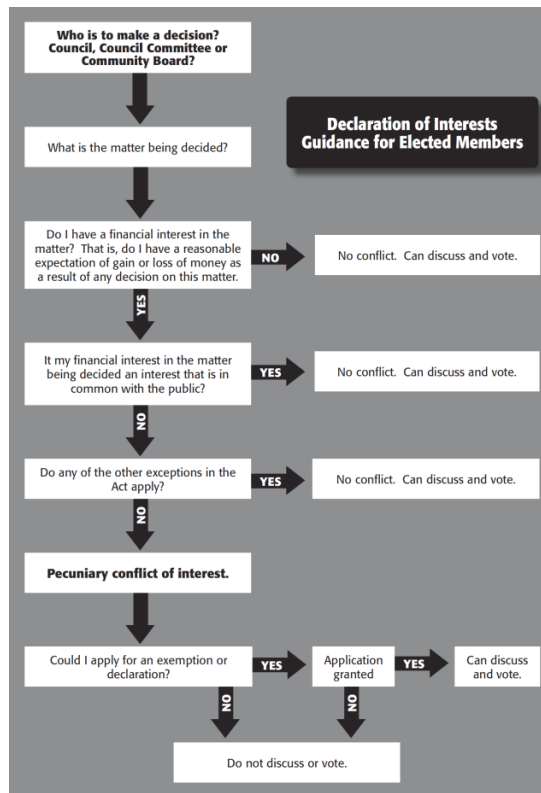 Who is to make a decision?
Council, Council Committee or
Community Board?
Declaration of Interests
Guidance for Elected Members
What is the matter being decided?
Do I have a financial interest in the
matter? That is, do I have a reasonable
expectation of gain or loss of money as
a result of any decision on this matter.
NO
No conflict. Can discuss and vote.
YES
It my financial interest in the matter
being decided an interest that is in
common with the public?
YES
No conflict. Can discuss and vote.
NO
Do any of the other exceptions in the
Act apply?
YES
No conflict. Can discuss and vote.
NO
Pecuniary conflict of interest.
Could I apply for an exemption or
declaration?
YES
Application
granted
YES
Can discuss
and vote.
NO
NO
Do not discuss or vote.